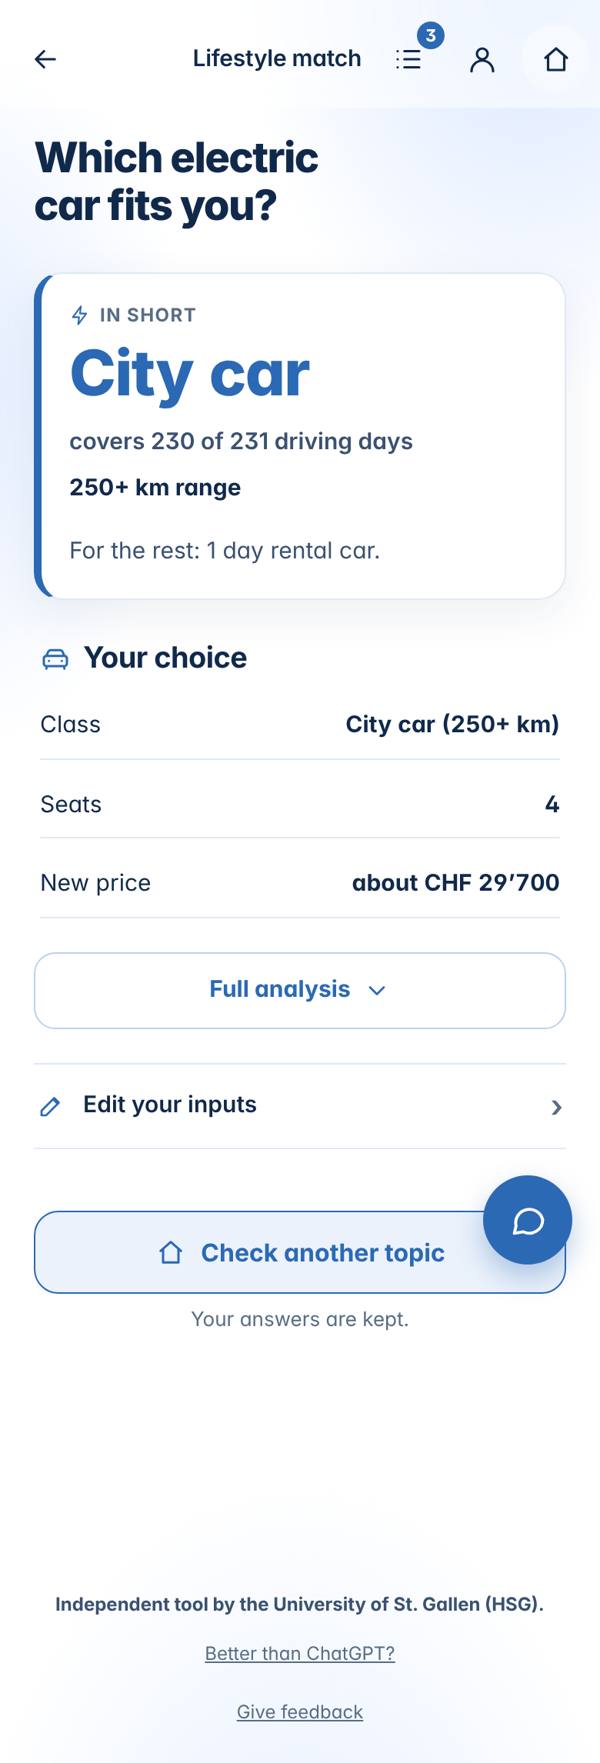 Lifestyle match
3
Which electric
car fits you?
IN SHORT
City car
covers 230 of 231 driving days
250+ km range
For the rest: 1 day rental car.
Your choice
Class City car (250+ km)
Seats 4
New price about CHF 29’700
Full analysis
Edit your inputs
Check another topic
Your answers are kept.
Independent tool by the University of St. Gallen (HSG).
Better than ChatGPT?
Give feedback